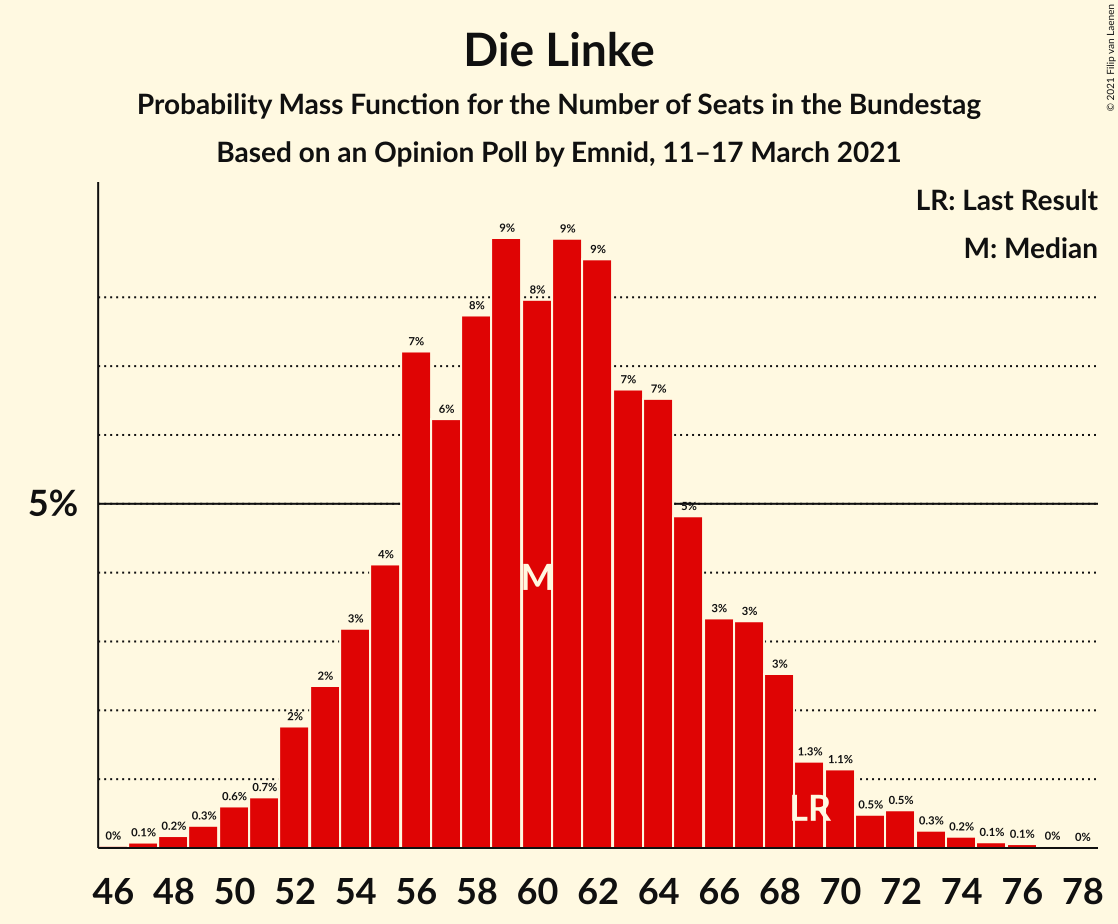 Die Linke
Probability Mass Function for the Number of Seats in the Bundestag
Based on an Opinion Poll by Emnid, 11–17 March 2021
© 2021 Filip van Laenen
LR: Last Result
M: Median
5%
0% 0.1% 0.2% 0.3% 0.6% 0.7% 2% 2% 3% 4% 7% 6% 8% 9% 8% 9% 9% 7% 7% 5% 3% 3% 3% 1.3% 1.1% 0.5% 0.5% 0.3% 0.2% 0.1% 0.1% 0% 0%
M
LR
46 48 50 52 54 56 58 60 62 64 66 68 70 72 74 76 78